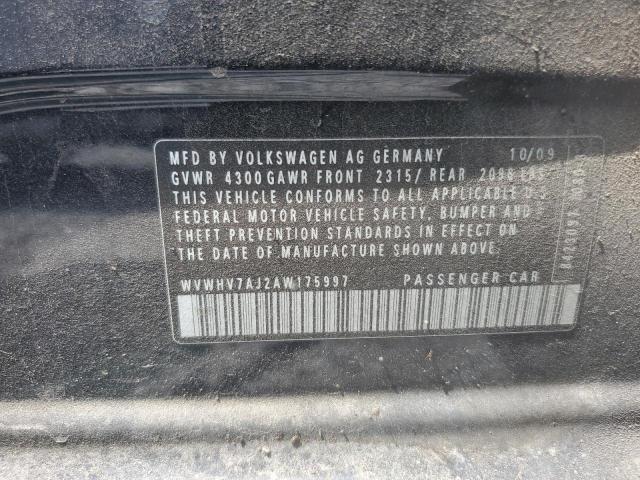 MFD BY VOLKSWAGEN AG GERMANY 10/09
GVWR 4300 GAWR FRONT 2315/ REAR 2098 LBS
THIS VEHICLE CONFORMS TO ALL APPLICABLE U.S.
FEDERAL MOTOR VEHICLE SAFETY, BUMPER AND
THEFT PREVENTION STANDARDS IN EFFECT ON
THE DATE OF MANUFACTURE SHOWN ABOVE.
WVWHV7AJ2AW175997 PASSENGER CAR